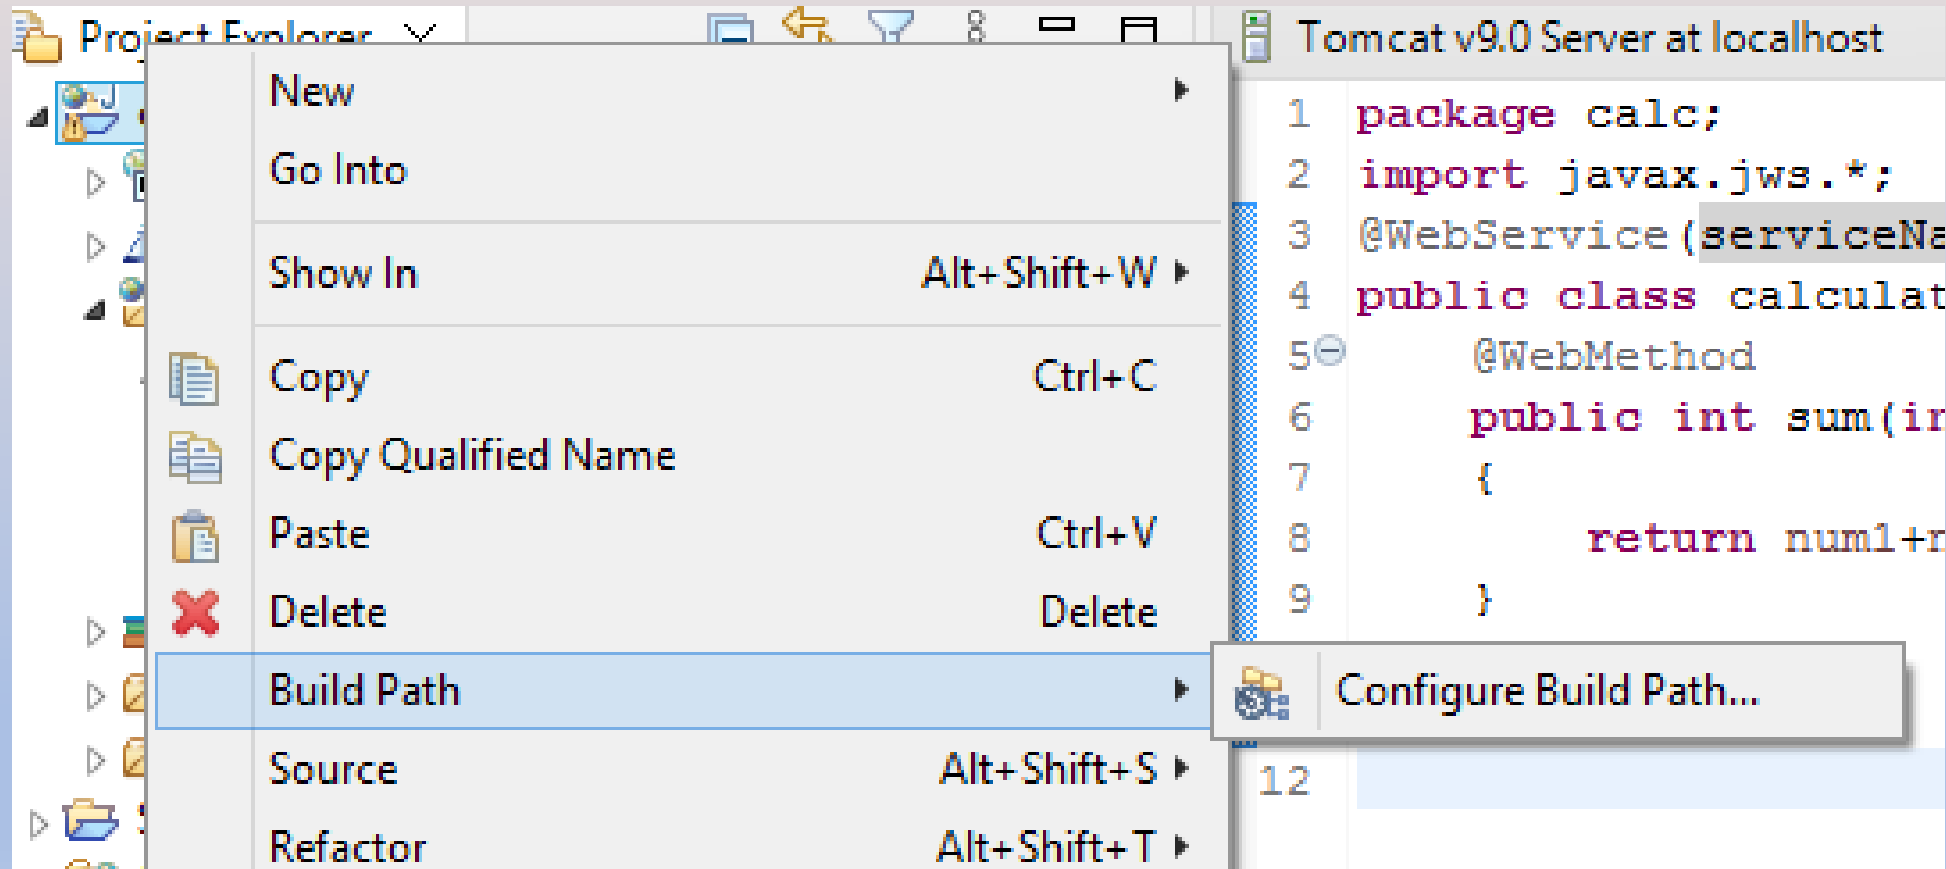 Project Explorer
New
Go Into
Show In Alt+Shift+W
Copy Ctrl+C
Copy Qualified Name
Paste Ctrl+V
Delete Delete
Build Path
Source Alt+Shift+S
Refactor Alt+Shift+T
Configure Build Path...
Tomcat v9.0 Server at localhost
1 package calc;
2 import javax.jws.*;
3 @WebService(serviceNa
4 public class calculat
5 @WebMethod
6 public int sum(in
7 {
8 return num1+n
9 }
12